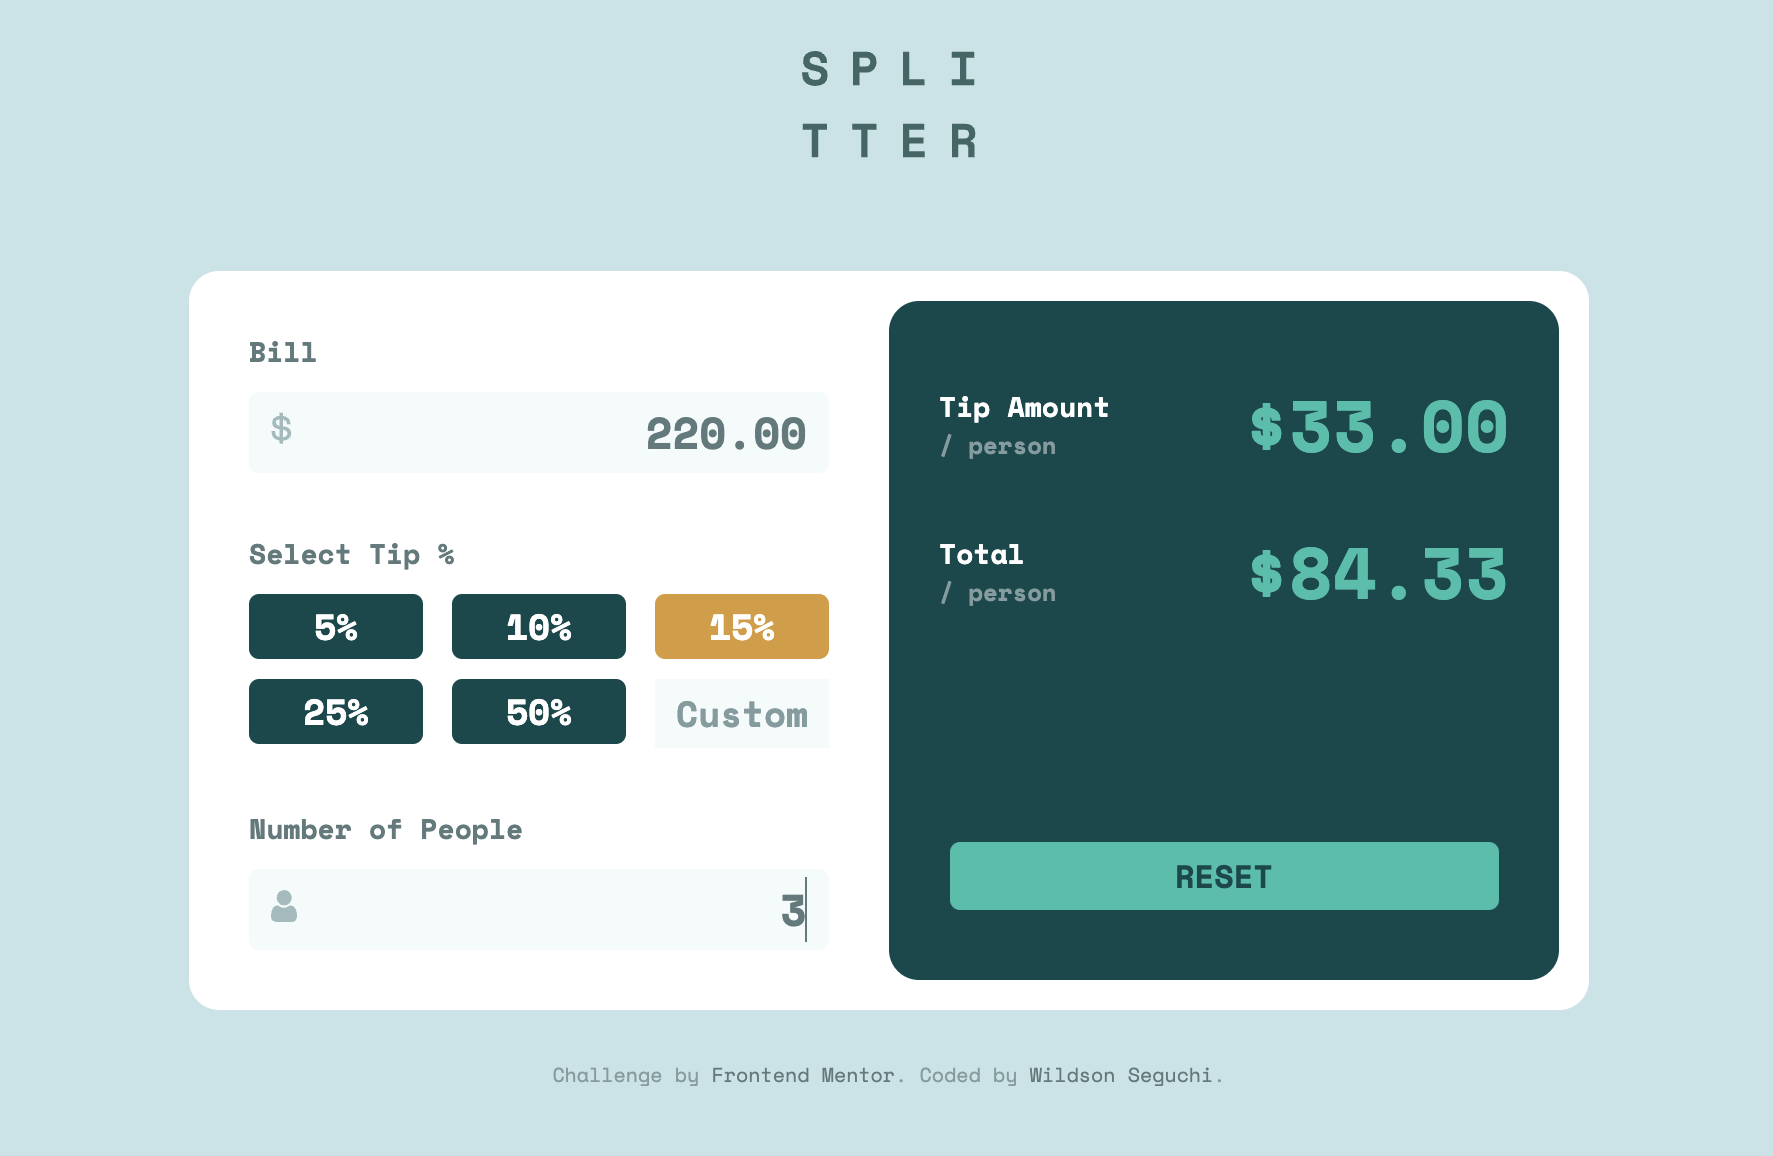 SPLI
TTER
Bill
$ 220.00
Select Tip %
5% 10% 15%
25% 50% Custom
Number of People
3
Tip Amount
/ person
$33.00
Total
/ person
$84.33
RESET
Challenge by Frontend Mentor. Coded by Wildson Seguchi.